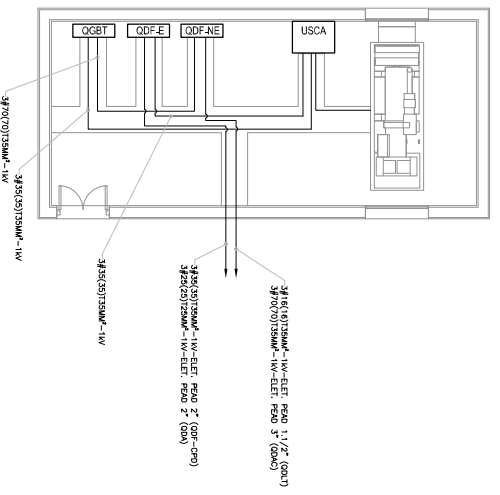 QGBT
QDF-E
QDF-NE
USCA
3#70(70)T35MM²-1kV
3#35(35)T35MM²-1kV
3#35(35)T35MM²-1kV
3#35(35)T35MM²-1kV-ELET. PEAD 2" (QDF-CPD)
3#25(25)T25MM²-1kV-ELET. PEAD 2" (QDA)
3#16(16)T35MM²-1kV-ELET. PEAD 1.1/2" (QDLT)
3#70(70)T35MM²-1kV-ELET. PEAD 3" (QDAC)